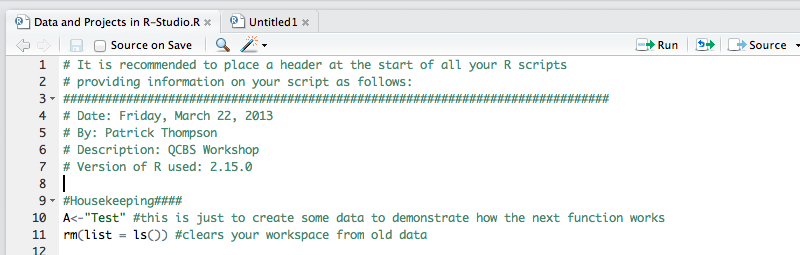 Data and Projects in R-Studio.R × Untitled1 ×
Source on Save Run Source
1 # It is recommended to place a header at the start of all your R scripts
2 # providing information on your script as follows:
3 ##############################################################################
4 # Date: Friday, March 22, 2013
5 # By: Patrick Thompson
6 # Description: QCBS Workshop
7 # Version of R used: 2.15.0
8
9 #Housekeeping####
10 A<-"Test" #this is just to create some data to demonstrate how the next function works
11 rm(list = ls()) #clears your workspace from old data
12